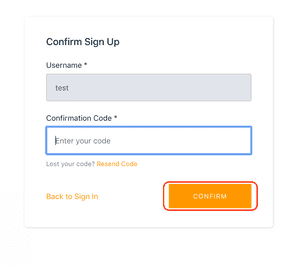 Confirm Sign Up
Username *
test
Confirmation Code *
Enter your code
Lost your code? Resend Code
Back to Sign In
CONFIRM